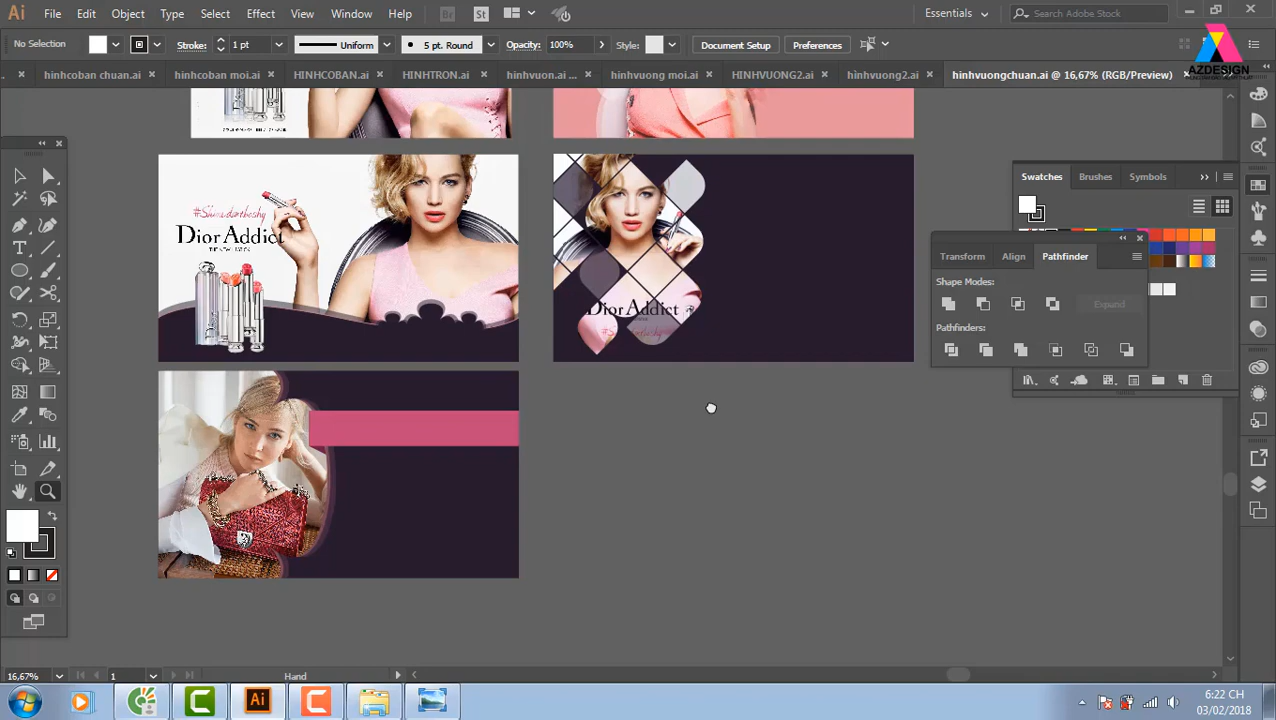 Ai File Edit Object Type Select Effect View Window Help Br St Essentials Search Adobe Stock
No Selection Stroke: 1 pt Uniform 5 pt. Round Opacity: 100% Style: Document Setup Preferences
AZDESIGN
hinhcoban chuan.ai hinhcoban moi.ai HINHCOBAN.ai HINHTRON.ai hinhvuong moi.ai HINHVUONG2.ai hinhvuong2.ai hinhvuongchuan.ai @ 16,67% (RGB/Preview)
Swatches Brushes Symbols
Transform Align Pathfinder
Shape Modes:
Expand
Pathfinders:
Dior Addict
Dior Addict
16,67% 1 Hand
Ai
6:22 CH
03/02/2018